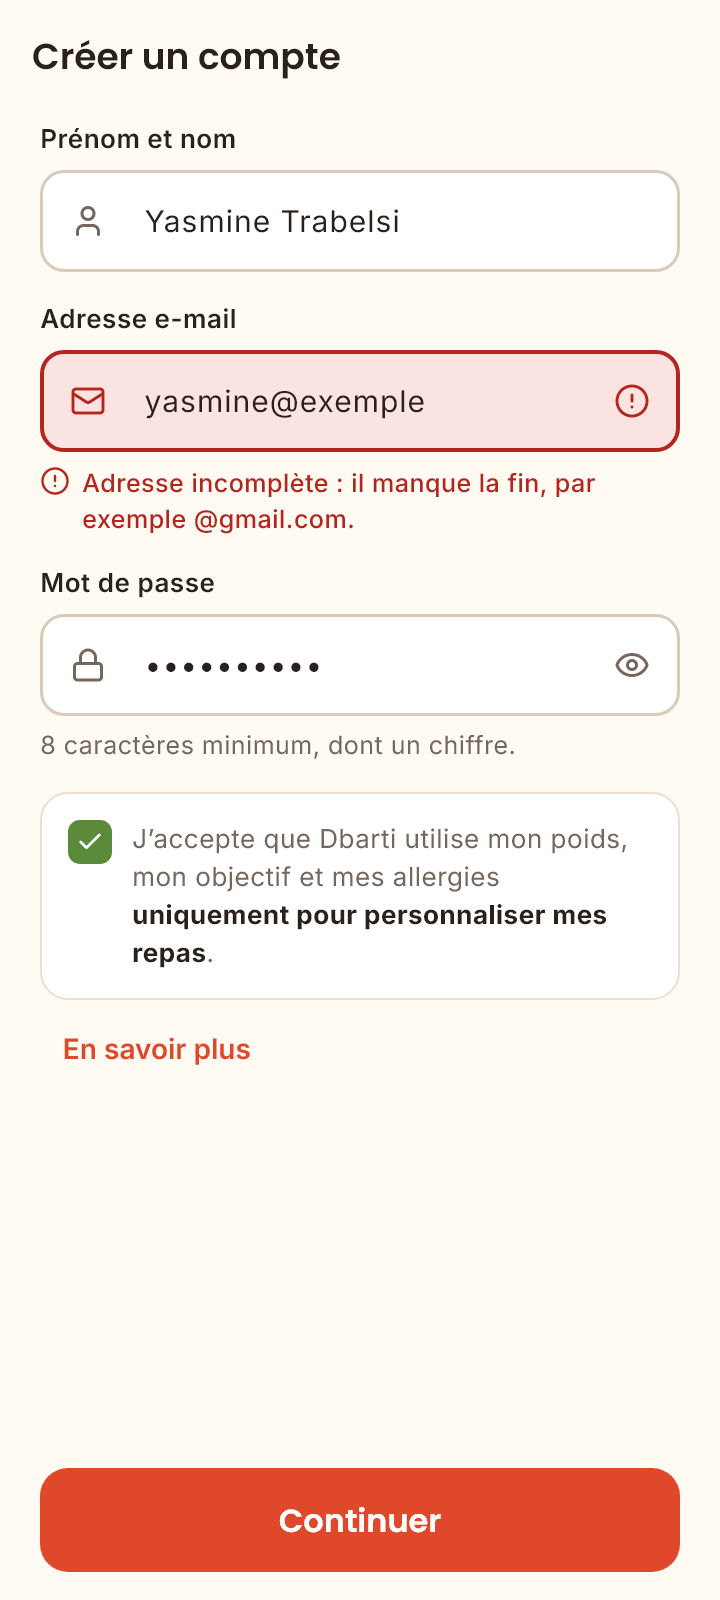 Créer un compte
Prénom et nom
Yasmine Trabelsi
Adresse e-mail
yasmine@exemple
Adresse incomplète : il manque la fin, par
exemple @gmail.com.
Mot de passe
••••••••••
8 caractères minimum, dont un chiffre.
J’accepte que Dbarti utilise mon poids,
mon objectif et mes allergies
uniquement pour personnaliser mes
repas.
En savoir plus
Continuer